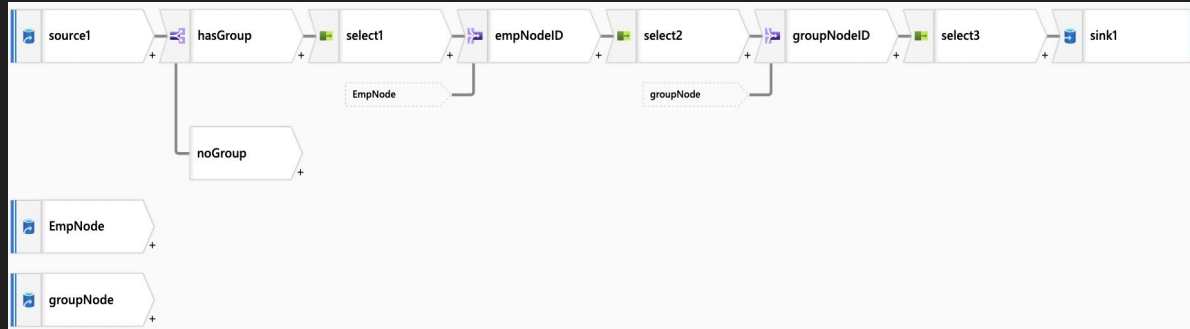 source1
hasGroup
select1
empNodeID
select2
groupNodeID
select3
sink1
+
+
+
+
+
+
+
EmpNode
groupNode
noGroup
+
EmpNode
+
groupNode
+